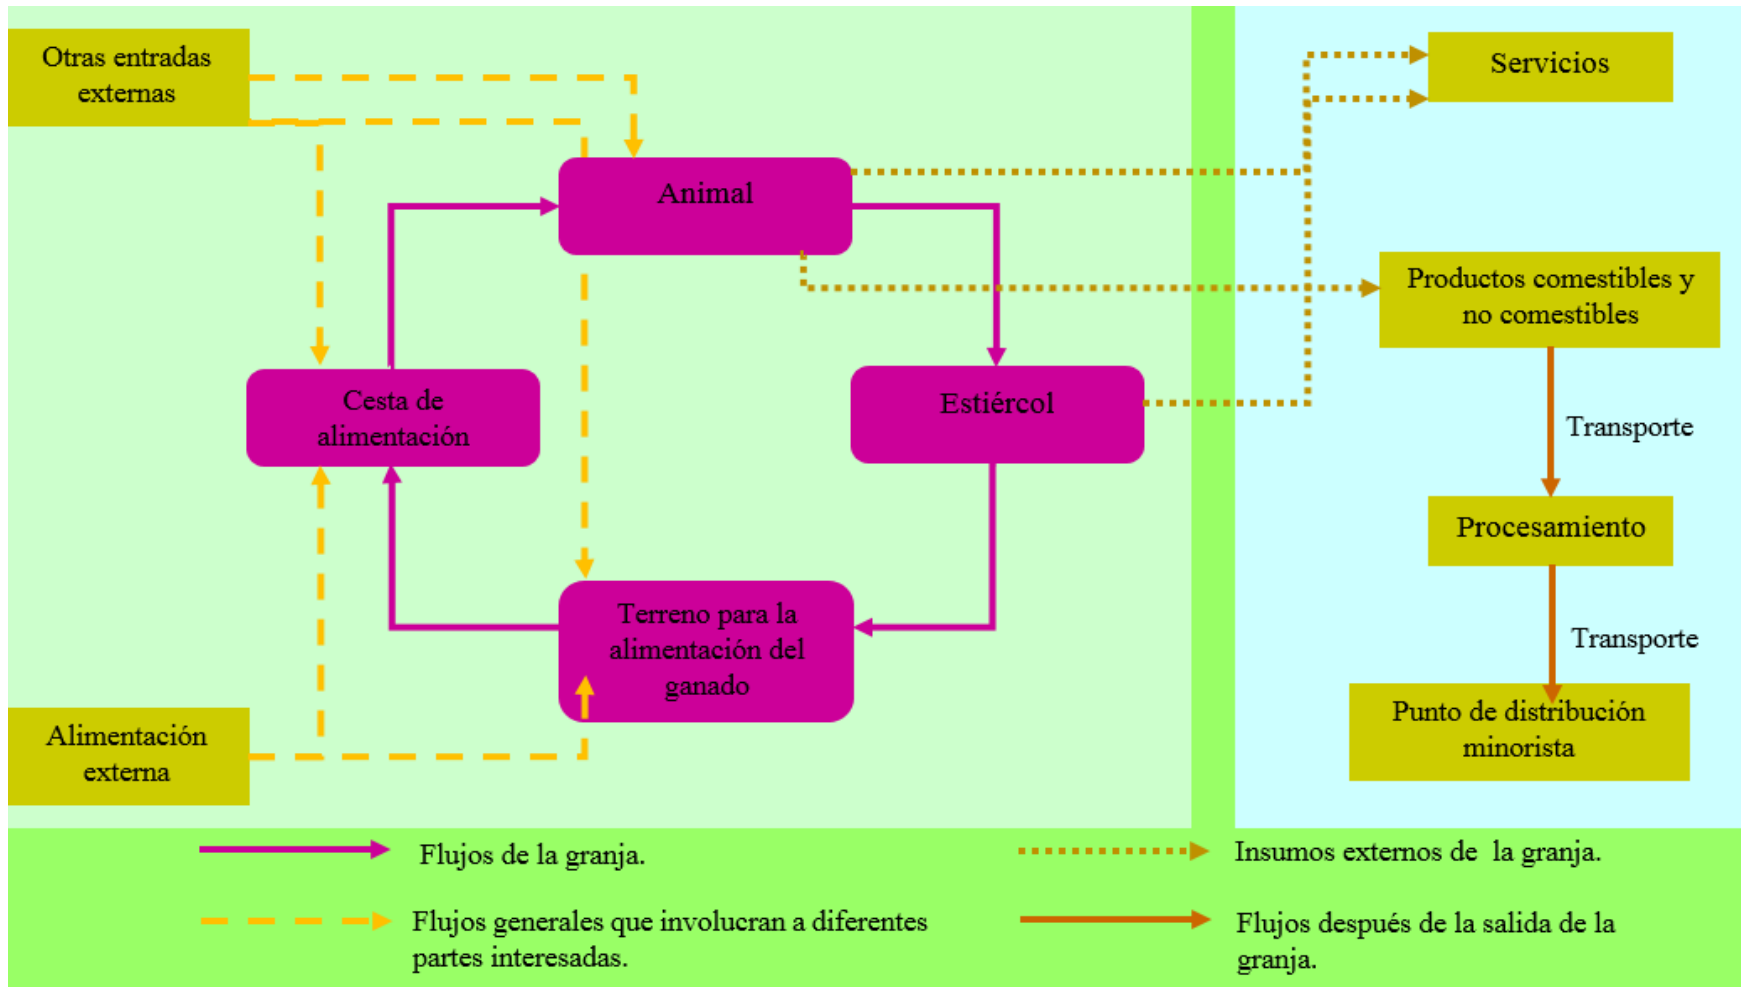 Otras entradas
externas
Servicios
Animal
Productos comestibles y
no comestibles
Cesta de
alimentación
Estiércol
Transporte
Procesamiento
Terreno para la
alimentación del
ganado
Transporte
Alimentación
externa
Punto de distribución
minorista
Flujos de la granja.
Insumos externos de la granja.
Flujos generales que involucran a diferentes
partes interesadas.
Flujos después de la salida de la
granja.